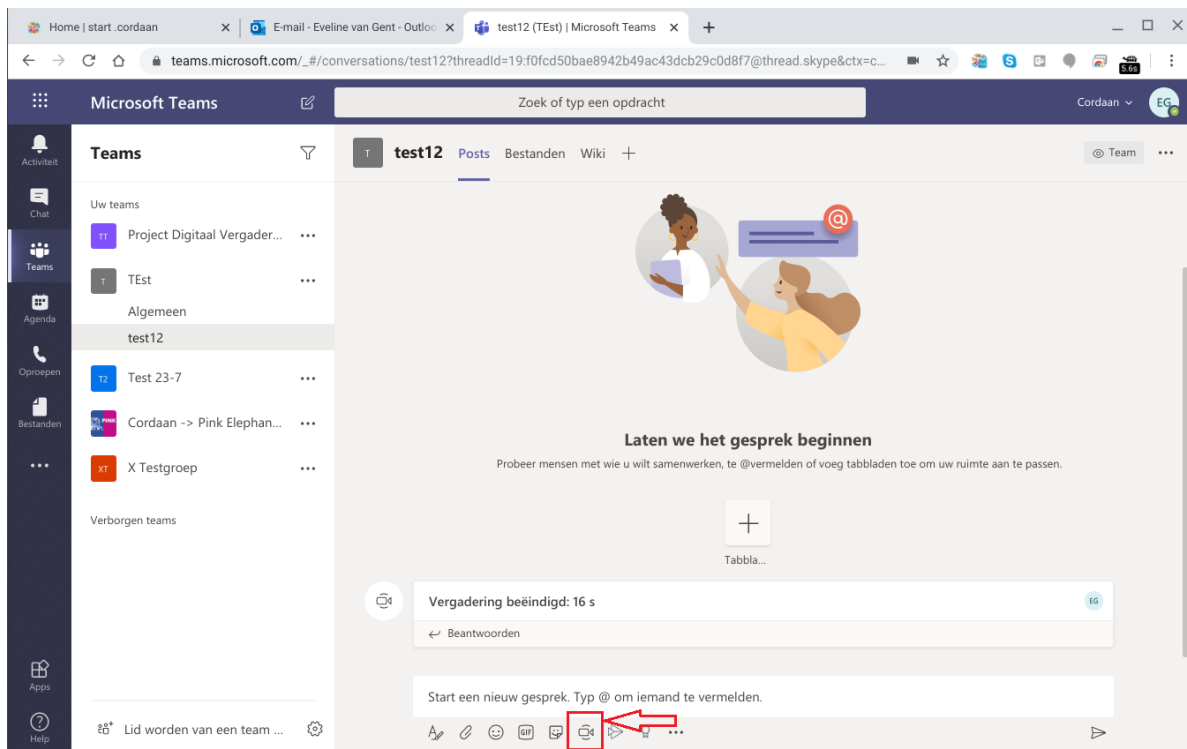 Home | start .cordaan
E-mail - Eveline van Gent - Outloo
test12 (TEst) | Microsoft Teams
teams.microsoft.com/_#/conversations/test12?threadId=19:f0fcd50bae8942b49ac43dcb29c0d8f7@thread.skype&ctx=c...
5.6s
Microsoft Teams
Zoek of typ een opdracht
Cordaan
EG
Activiteit
Chat
Teams
Agenda
Oproepen
Bestanden
Apps
Help
Teams
Uw teams
TT Project Digitaal Vergader...
T TEst
Algemeen
test12
T2 Test 23-7
PINK Cordaan -> Pink Elephan...
XT X Testgroep
Verborgen teams
Lid worden van een team ...
T test12 Posts Bestanden Wiki
Team
@
Laten we het gesprek beginnen
Probeer mensen met wie u wilt samenwerken, te @vermelden of voeg tabbladen toe om uw ruimte aan te passen.
Tabbla...
Vergadering beëindigd: 16 s
EG
Beantwoorden
Start een nieuw gesprek. Typ @ om iemand te vermelden.
GIF